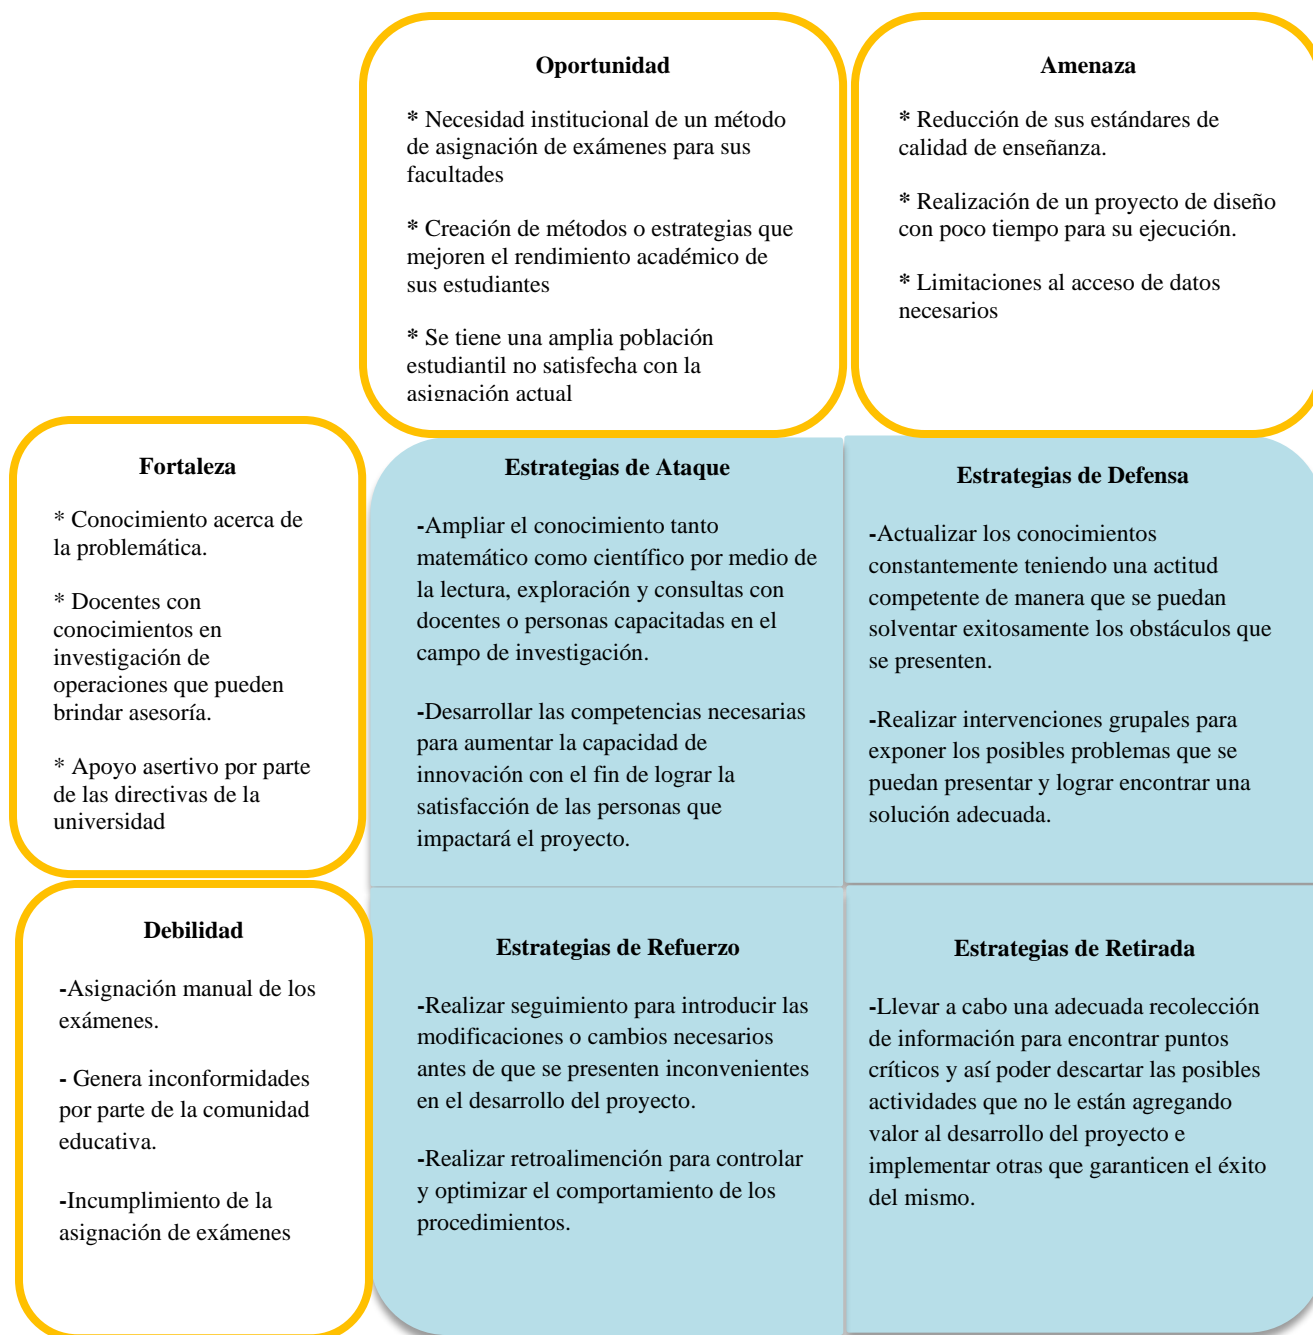 Oportunidad
* Necesidad institucional de un método
de asignación de exámenes para sus
facultades
* Creación de métodos o estrategias que
mejoren el rendimiento académico de
sus estudiantes
* Se tiene una amplia población
estudiantil no satisfecha con la
asignación actual
Amenaza
* Reducción de sus estándares de
calidad de enseñanza.
* Realización de un proyecto de diseño
con poco tiempo para su ejecución.
* Limitaciones al acceso de datos
necesarios
Fortaleza
* Conocimiento acerca de
la problemática.
* Docentes con
conocimientos en
investigación de
operaciones que pueden
brindar asesoría.
* Apoyo asertivo por parte
de las directivas de la
universidad
Estrategias de Ataque
-Ampliar el conocimiento tanto
matemático como científico por medio de
la lectura, exploración y consultas con
docentes o personas capacitadas en el
campo de investigación.
-Desarrollar las competencias necesarias
para aumentar la capacidad de
innovación con el fin de lograr la
satisfacción de las personas que
impactará el proyecto.
Estrategias de Defensa
-Actualizar los conocimientos
constantemente teniendo una actitud
competente de manera que se puedan
solventar exitosamente los obstáculos que
se presenten.
-Realizar intervenciones grupales para
exponer los posibles problemas que se
puedan presentar y lograr encontrar una
solución adecuada.
Debilidad
-Asignación manual de los
exámenes.
- Genera inconformidades
por parte de la comunidad
educativa.
-Incumplimiento de la
asignación de exámenes
Estrategias de Refuerzo
-Realizar seguimiento para introducir las
modificaciones o cambios necesarios
antes de que se presenten inconvenientes
en el desarrollo del proyecto.
-Realizar retroalimención para controlar
y optimizar el comportamiento de los
procedimientos.
Estrategias de Retirada
-Llevar a cabo una adecuada recolección
de información para encontrar puntos
críticos y así poder descartar las posibles
actividades que no le están agregando
valor al desarrollo del proyecto e
implementar otras que garanticen el éxito
del mismo.